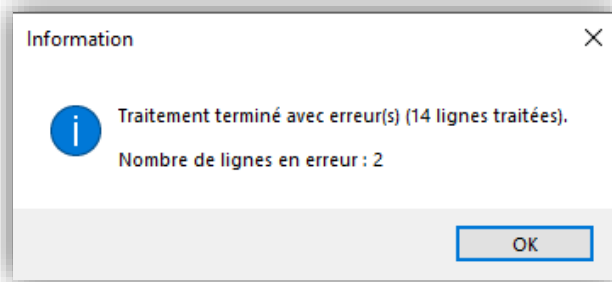 Information
Traitement terminé avec erreur(s) (14 lignes traitées).
Nombre de lignes en erreur : 2
OK